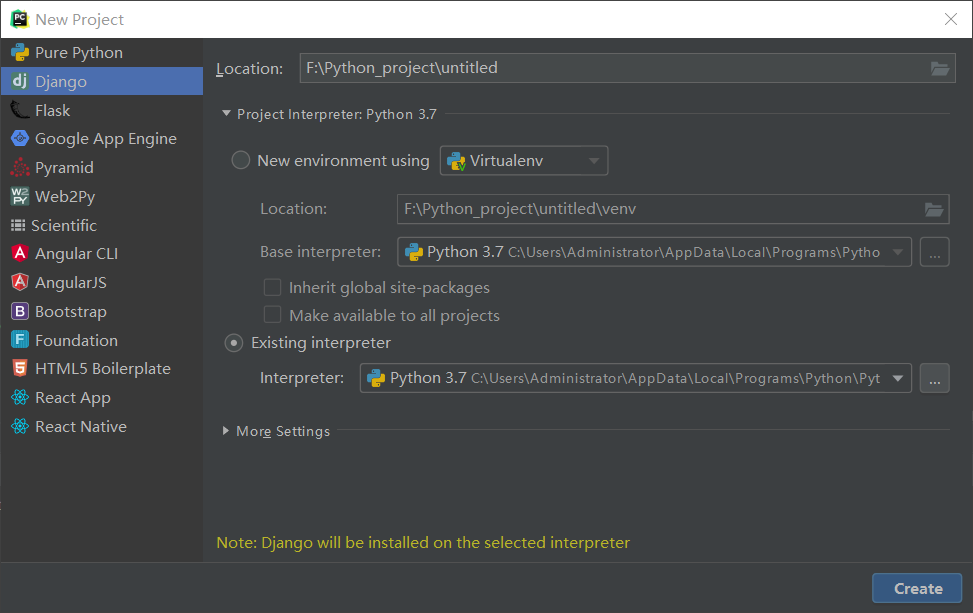 New Project
Pure Python
Django
Flask
Google App Engine
Pyramid
Web2Py
Scientific
Angular CLI
AngularJS
Bootstrap
Foundation
HTML5 Boilerplate
React App
React Native
Location: F:\Python_project\untitled
Project Interpreter: Python 3.7
New environment using Virtualenv
Location: F:\Python_project\untitled\venv
Base interpreter: Python 3.7 C:\Users\Administrator\AppData\Local\Programs\Pytho ...
Inherit global site-packages
Make available to all projects
Existing interpreter
Interpreter: Python 3.7 C:\Users\Administrator\AppData\Local\Programs\Python\Pyt ...
More Settings
Note: Django will be installed on the selected interpreter
Create